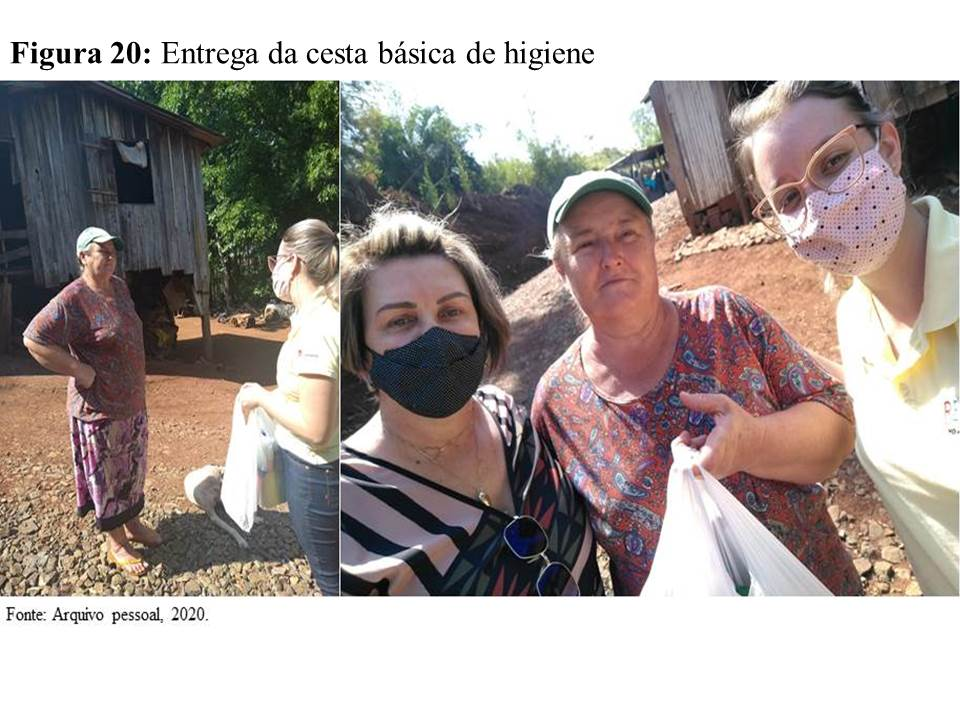 Figura 20: Entrega da cesta básica de higiene
Fonte: Arquivo pessoal, 2020.